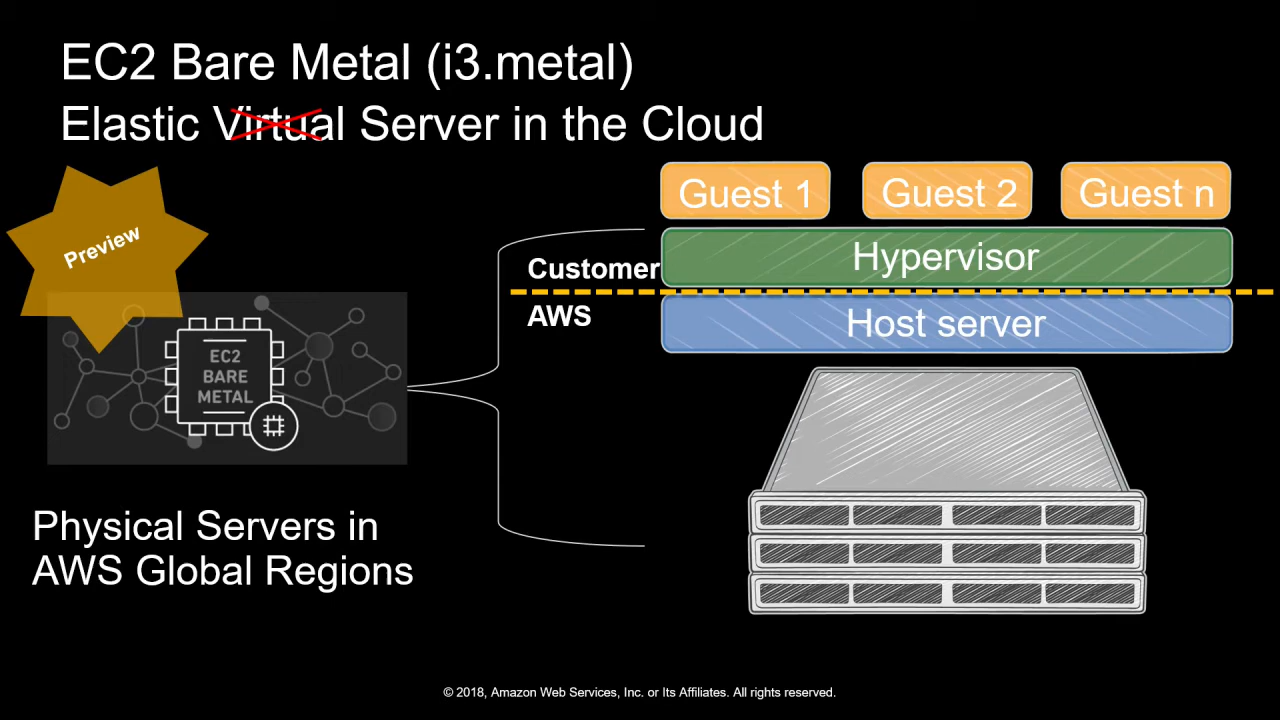 EC2 Bare Metal (i3.metal)
Elastic Virtual Server in the Cloud
Preview
Guest 1
Guest 2
Guest n
Customer
Hypervisor
AWS
Host server
EC2
BARE
METAL
Physical Servers in
AWS Global Regions
© 2018, Amazon Web Services, Inc. or Its Affiliates. All rights reserved.